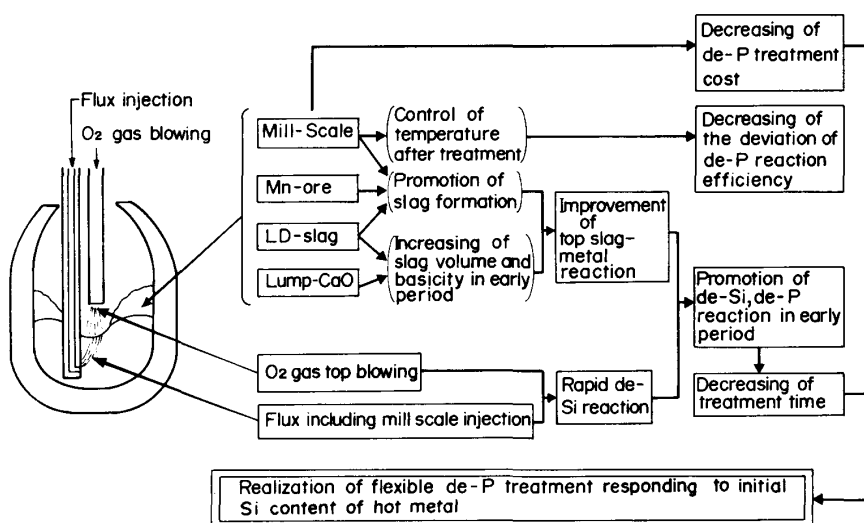 Flux injection
O2 gas blowing
Mill-Scale
Mn-ore
LD-slag
Lump-CaO
(Control of
temperature
after treatment)
(Promotion of
slag formation)
(Increasing of
slag volume and
basicity in early
period)
Improvement
of
top slag-
metal
reaction
Decreasing of
de-P treatment
cost
Decreasing of
the deviation of
de-P reaction
efficiency
Promotion of
de-Si, de-P
reaction in early
period
Decreasing of
treatment time
O2 gas top blowing
Flux including mill scale injection
Rapid de-
Si reaction
Realization of flexible de-P treatment responding to initial
Si content of hot metal